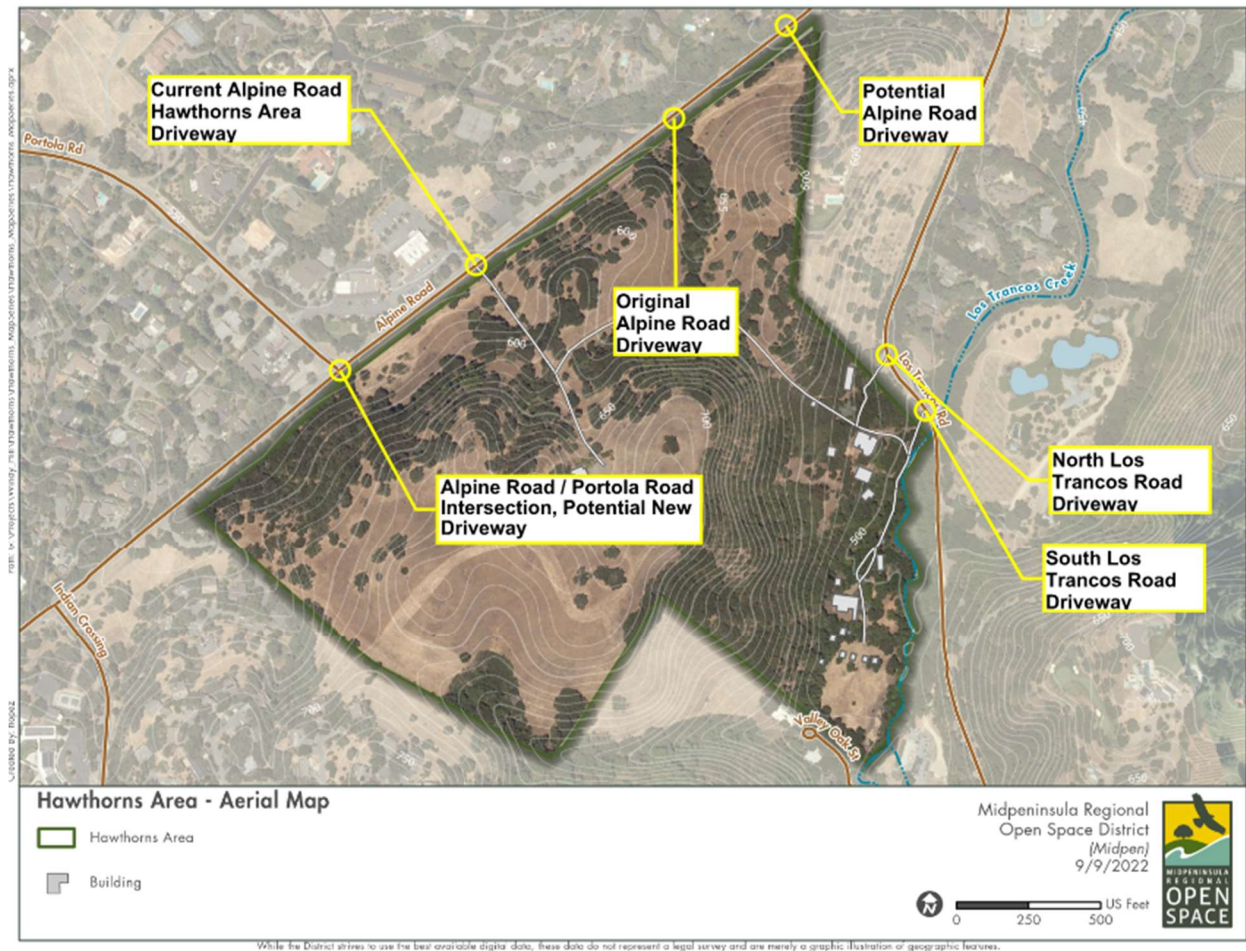 Current Alpine Road
Hawthorns Area
Driveway
Potential
Alpine Road
Driveway
Portola Rd
Alpine Road
Original
Alpine Road
Driveway
Los Trancos Creek
Los Trancos Rd
North Los
Trancos Road
Driveway
Alpine Road / Portola Road
Intersection, Potential New
Driveway
South Los
Trancos Road
Driveway
Indian Crossing
Valley Oak St
600
600
650
700
500
500
650
650
750
Hawthorns Area - Aerial Map
Hawthorns Area
Building
Midpeninsula Regional
Open Space District
(Midpen)
9/9/2022
N
US Feet
0 250 500
MIDPENINSULA
REGIONAL
OPEN
SPACE
While the District strives to use the best available digital data, these data do not represent a legal survey and are merely a graphic illustration of geographic features.